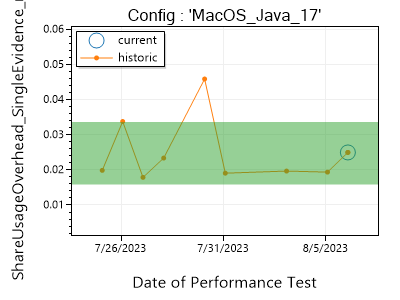 Config : 'MacOS_Java_17'
current
historic
0.06
0.05
0.04
0.03
0.02
0.01
7/26/2023
7/31/2023
8/5/2023
Date of Performance Test
ShareUsageOverhead_SingleEvidence_